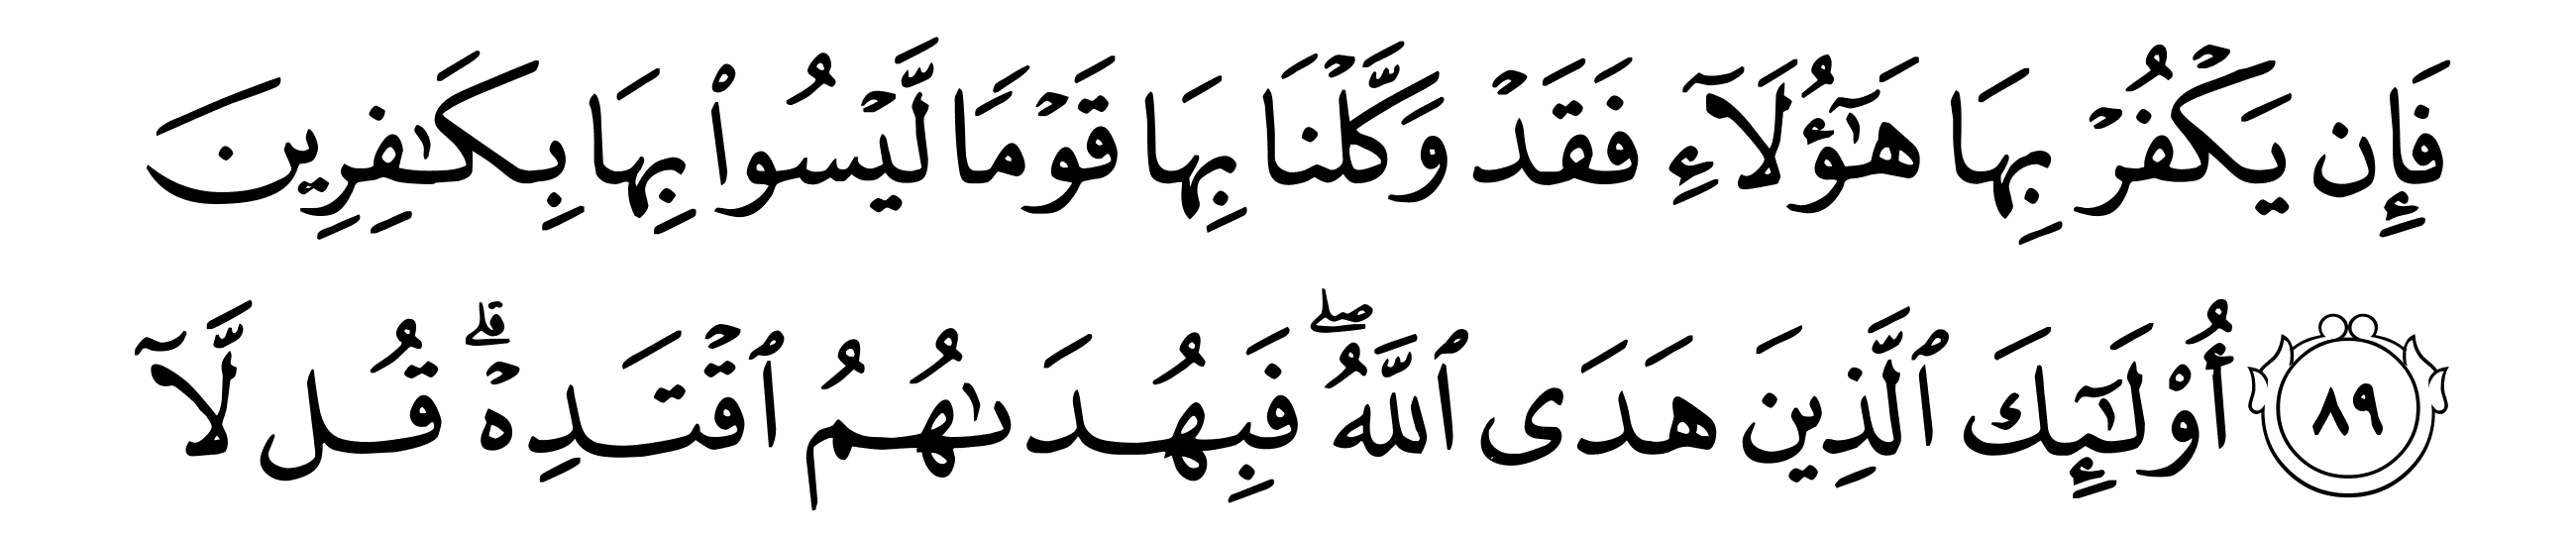 فَإِن يَكۡفُرۡ بِهَا هَٰٓؤُلَآءِ فَقَدۡ وَكَّلۡنَا بِهَا قَوۡمٗا لَّيۡسُواْ بِهَا بِكَٰفِرِينَ
٨٩ أُوْلَٰٓئِكَ ٱلَّذِينَ هَدَى ٱللَّهُۖ فَبِهُدَىٰهُمُ ٱقۡتَدِهۡۗ قُل لَّآ